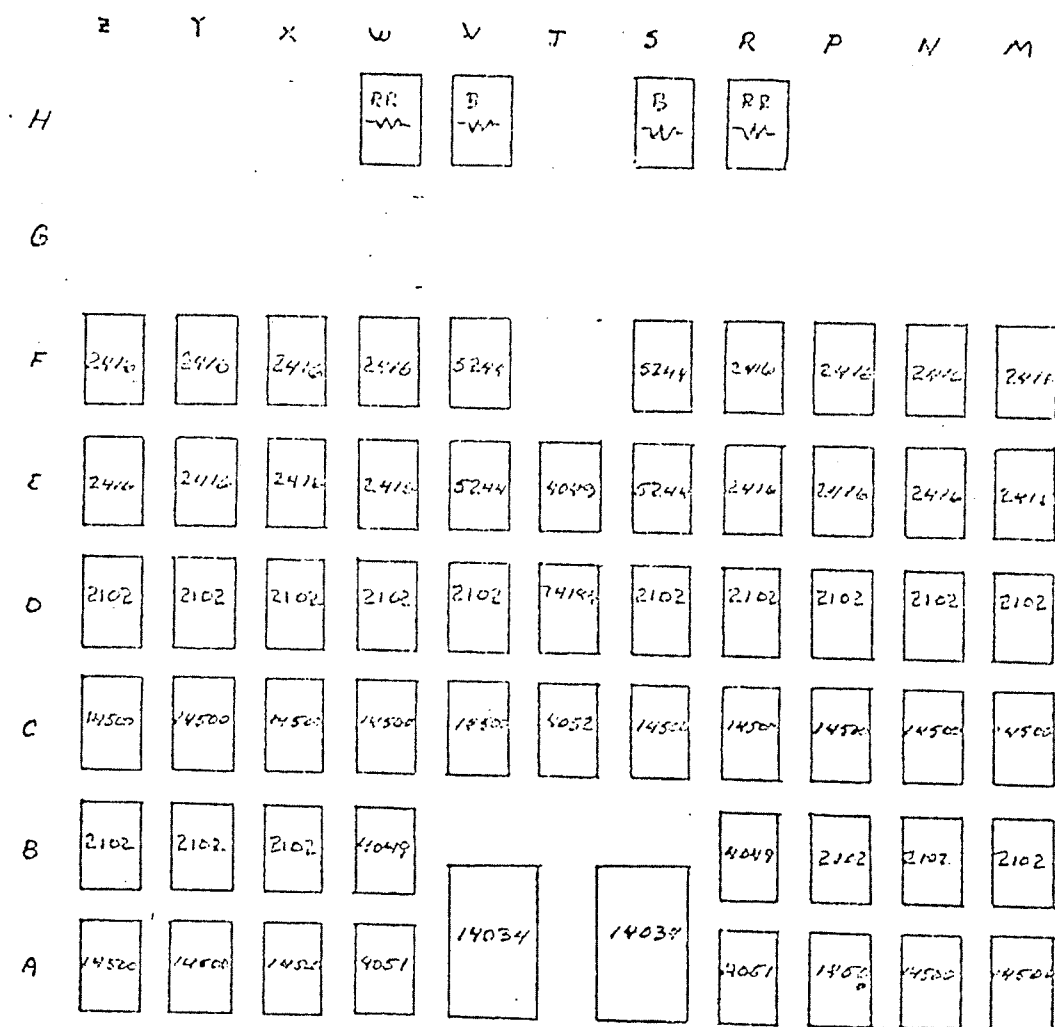 Z Y X W V T S R P N M
H RR B B RR
G
F 2416 2416 2416 2416 5244 5244 2416 2416 2416 2416
E 2416 2416 2416 2416 5244 4049 5244 2416 2416 2416 2416
D 2102 2102 2102 2102 2102 2102 2102 2102 2102 2102
C 14500 14500 14500 14500 14500 4052 14500 14500 14500 14500 14500
B 2102 2102 2102 4049 4049 2102 2102 2102
A 14500 14500 14500 4051 14034 14034 4051 14500 14500 14500